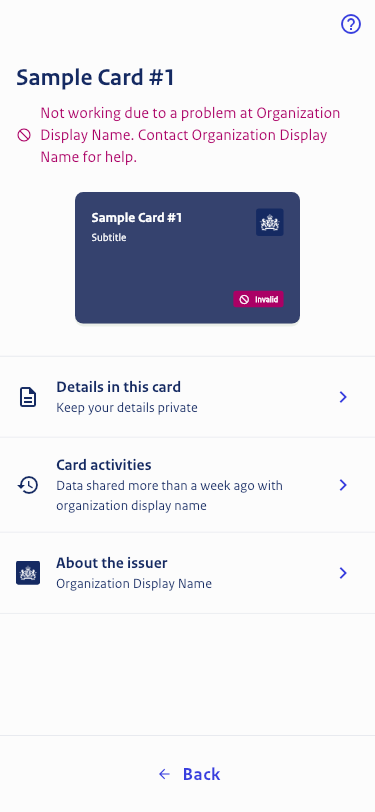 Sample Card #1
Not working due to a problem at Organization
Display Name. Contact Organization Display
Name for help.
Sample Card #1
Subtitle
Invalid
Details in this card
Keep your details private
Card activities
Data shared more than a week ago with
organization display name
About the issuer
Organization Display Name
Back